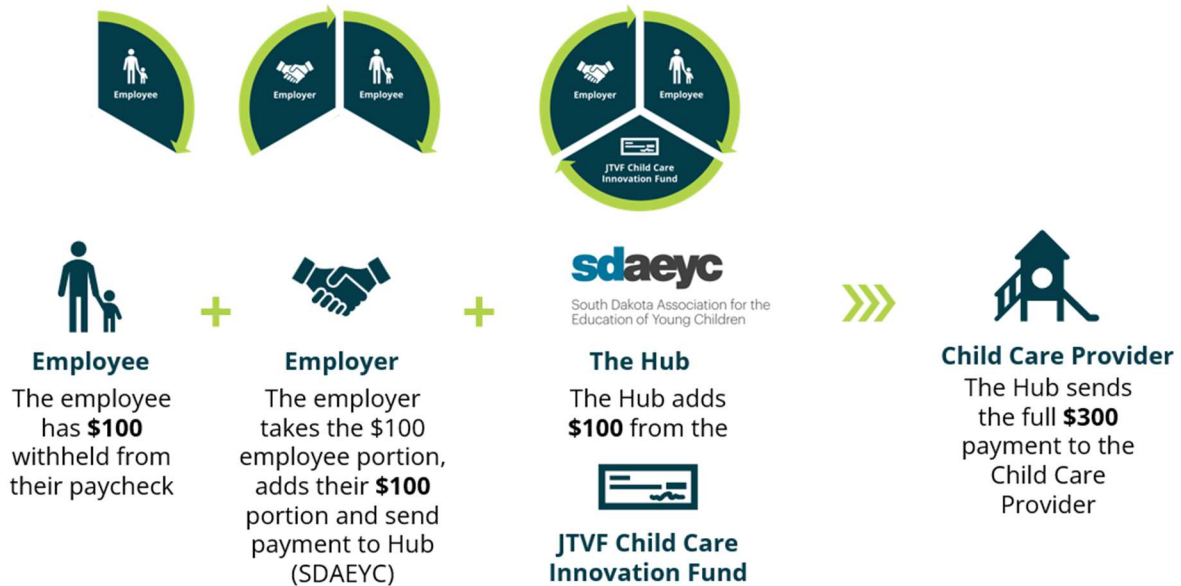 Employee
Employer
Employee
Employer
Employee
JTVF Child Care
Innovation Fund
Employee
The employee
has $100
withheld from
their paycheck
+
Employer
The employer
takes the $100
employee portion,
adds their $100
portion and send
payment to Hub
(SDAEYC)
+
sdaeyc
South Dakota Association for the
Education of Young Children
The Hub
The Hub adds
$100 from the
JTVF Child Care
Innovation Fund
Child Care Provider
The Hub sends
the full $300
payment to the
Child Care
Provider